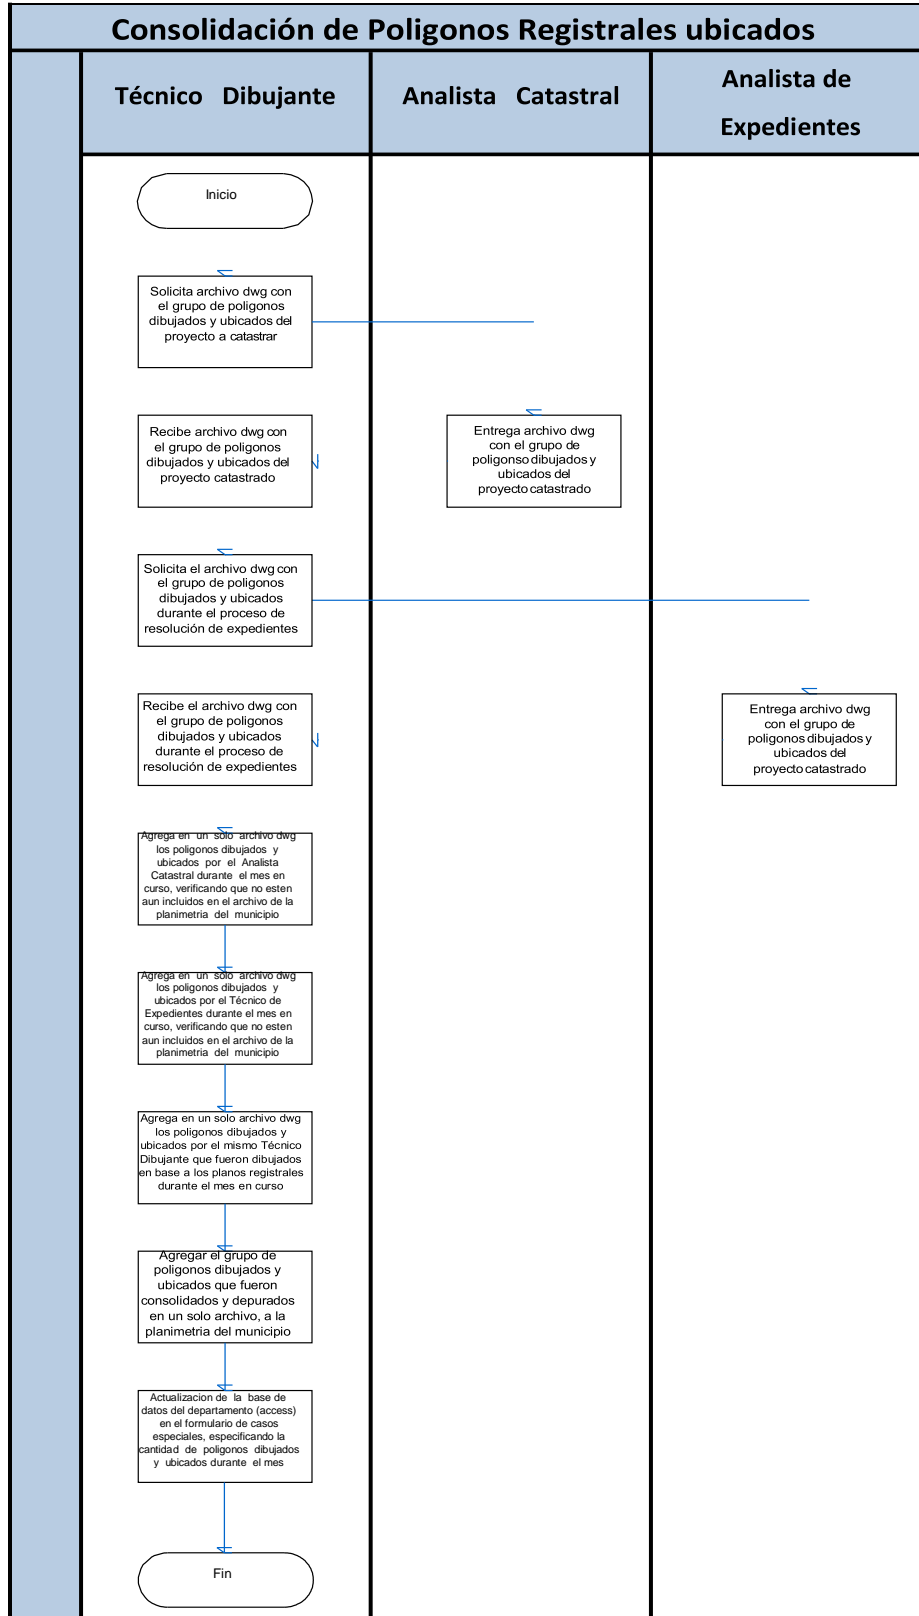 Consolidación de Poligonos Registrales ubicados
Técnico Dibujante
Analista Catastral
Analista de
Expedientes
Inicio
Solicita archivo dwg con
el grupo de poligonos
dibujados y ubicados del
proyecto a catastrar
Recibe archivo dwg con
el grupo de poligonos
dibujados y ubicados del
proyecto catastrado
Entrega archivo dwg
con el grupo de
poligonso dibujados y
ubicados del
proyecto catastrado
Solicita el archivo dwg con
el grupo de poligonos
dibujados y ubicados
durante el proceso de
resolución de expedientes
Recibe el archivo dwg con
el grupo de poligonos
dibujados y ubicados
durante el proceso de
resolución de expedientes
Entrega archivo dwg
con el grupo de
poligonos dibujados y
ubicados del
proyecto catastrado
Agrega en un solo archivo dwg
los poligonos dibujados y
ubicados por el Analista
Catastral durante el mes en
curso, verificando que no esten
aun incluidos en el archivo de la
planimetria del municipio
Agrega en un solo archivo dwg
los poligonos dibujados y
ubicados por el Técnico de
Expedientes durante el mes en
curso, verificando que no esten
aun incluidos en el archivo de la
planimetria del municipio
Agrega en un solo archivo dwg
los poligonos dibujados y
ubicados por el mismo Técnico
Dibujante que fueron dibujados
en base a los planos registrales
durante el mes en curso
Agregar el grupo de
poligonos dibujados y
ubicados que fueron
consolidados y depurados
en un solo archivo, a la
planimetria del municipio
Actualizacion de la base de
datos del departamento (access)
en el formulario de casos
especiales, especificando la
cantidad de poligonos dibujados
y ubicados durante el mes
Fin